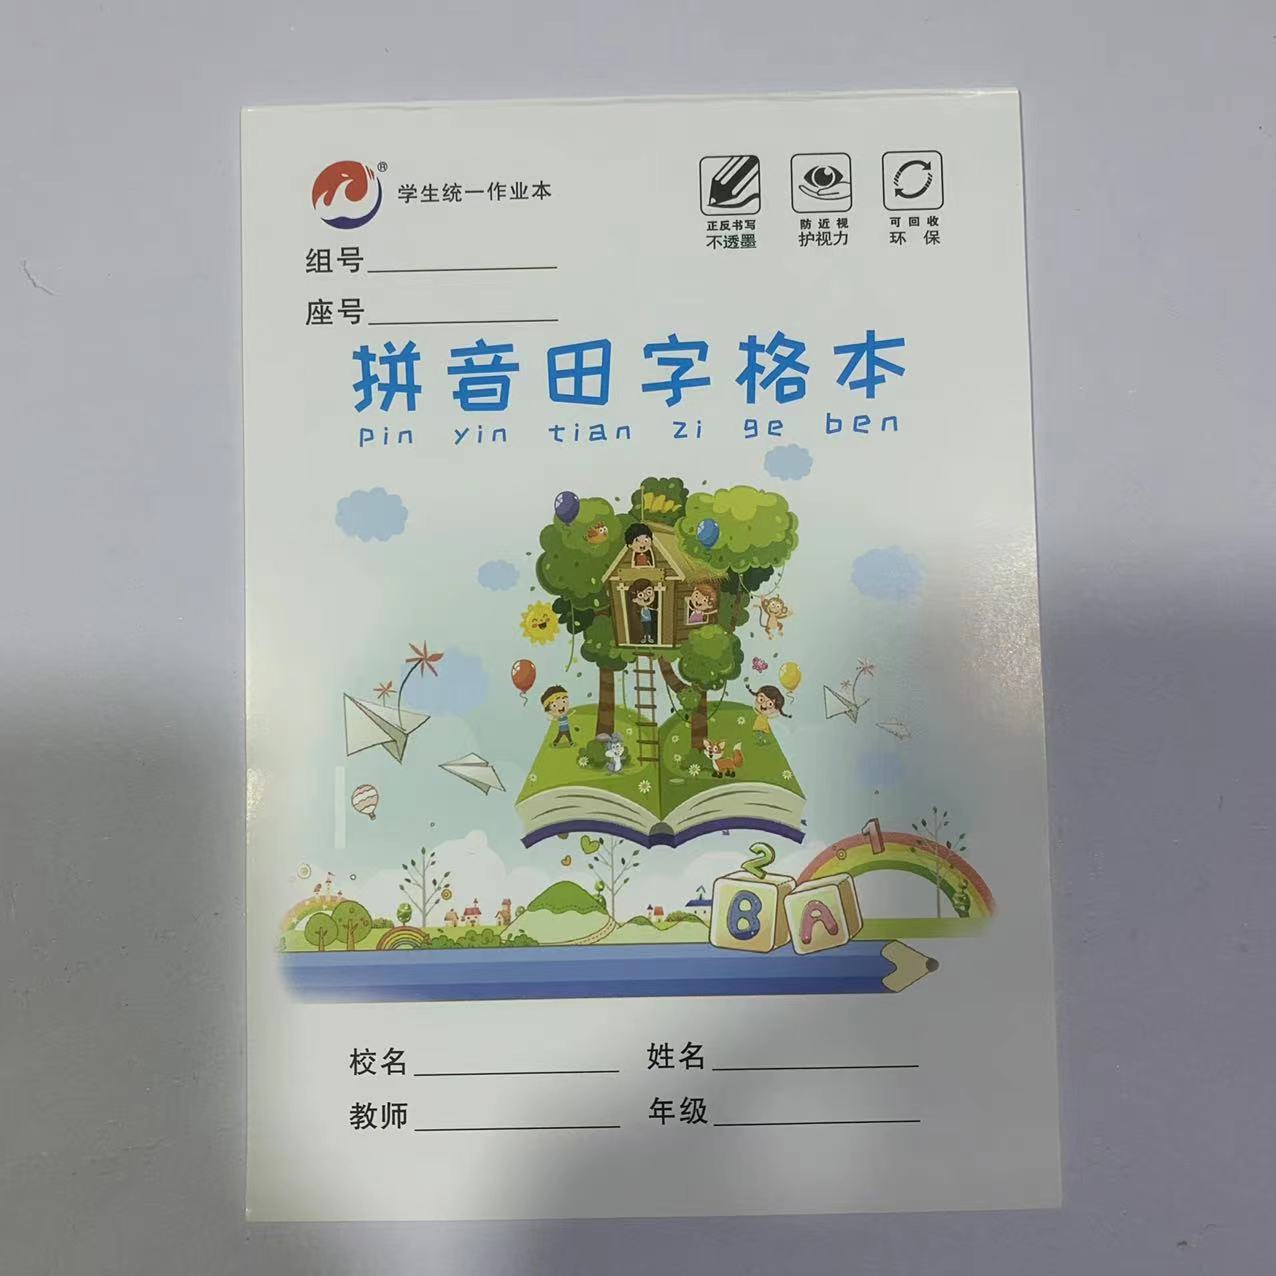 ® 学生统一作业本
正反书写 防近视 可回收
不透墨 护视力 环保
组号
座号
拼音田字格本
pin yin tian zi ge ben
2 1
B A
校名 姓名
教师 年级